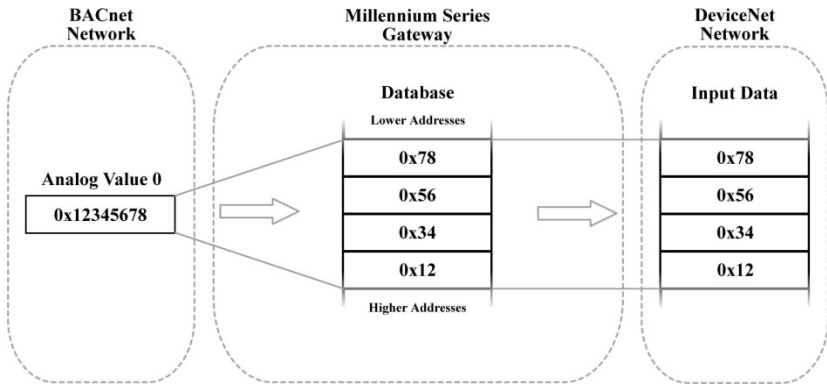 BACnet
Network
Millennium Series
Gateway
DeviceNet
Network
Database
Input Data
Lower Addresses
Analog Value 0
0x12345678
0x78
0x56
0x34
0x12
0x78
0x56
0x34
0x12
Higher Addresses